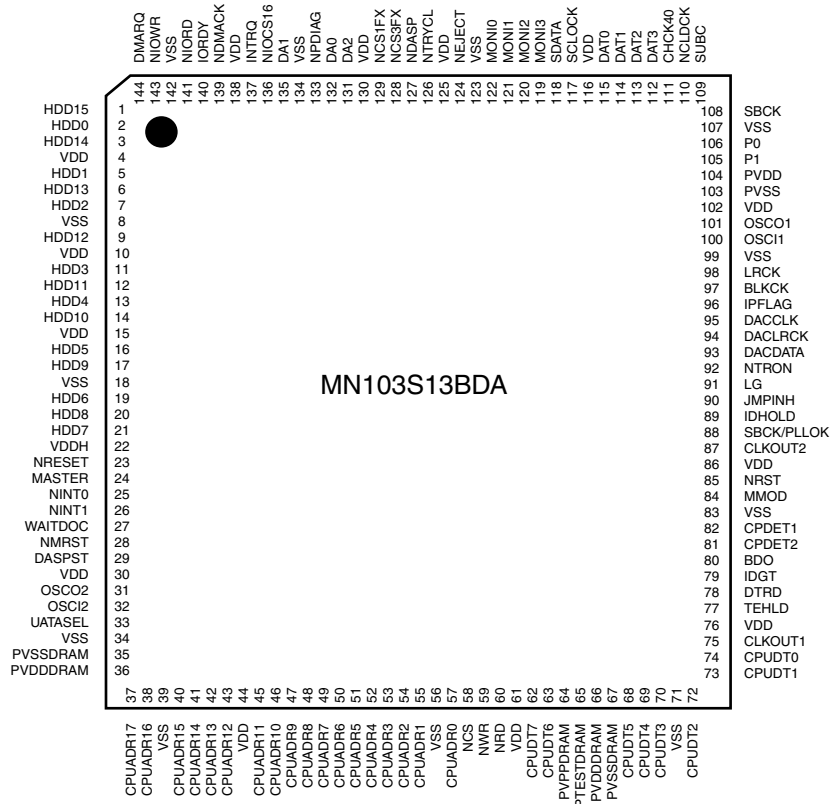 DMARQ
NIOWR
VSS
NIORD
IORDY
NDMACK
VDD
INTRQ
NIOCS16
DA1
VSS
NPDIAG
DA0
DA2
VDD
NCS1FX
NCS3FX
NDASP
NTRYCL
VDD
NEJECT
VSS
MONI0
MONI1
MONI2
MONI3
SDATA
SCLOCK
VDD
DAT0
DAT1
DAT2
DAT3
CHCK40
NCLDCK
SUBC
144
143
142
141
140
139
138
137
136
135
134
133
132
131
130
129
128
127
126
125
124
123
122
121
120
119
118
117
116
115
114
113
112
111
110
109
HDD15 1
HDD0 2
HDD14 3
VDD 4
HDD1 5
HDD13 6
HDD2 7
VSS 8
HDD12 9
VDD 10
HDD3 11
HDD11 12
HDD4 13
HDD10 14
VDD 15
HDD5 16
HDD9 17
VSS 18
HDD6 19
HDD8 20
HDD7 21
VDDH 22
NRESET 23
MASTER 24
NINT0 25
NINT1 26
WAITDOC 27
NMRST 28
DASPST 29
VDD 30
OSCO2 31
OSCI2 32
UATASEL 33
VSS 34
PVSSDRAM 35
PVDDDRAM 36
MN103S13BDA
108 SBCK
107 VSS
106 P0
105 P1
104 PVDD
103 PVSS
102 VDD
101 OSCO1
100 OSCI1
99 VSS
98 LRCK
97 BLKCK
96 IPFLAG
95 DACCLK
94 DACLRCK
93 DACDATA
92 NTRON
91 LG
90 JMPINH
89 IDHOLD
88 SBCK/PLLOK
87 CLKOUT2
86 VDD
85 NRST
84 MMOD
83 VSS
82 CPDET1
81 CPDET2
80 BDO
79 IDGT
78 DTRD
77 TEHLD
76 VDD
75 CLKOUT1
74 CPUDT0
73 CPUDT1
37
38
39
40
41
42
43
44
45
46
47
48
49
50
51
52
53
54
55
56
57
58
59
60
61
62
63
64
65
66
67
68
69
70
71
72
CPUADR17
CPUADR16
VSS
CPUADR15
CPUADR14
CPUADR13
CPUADR12
VDD
CPUADR11
CPUADR10
CPUADR9
CPUADR8
CPUADR7
CPUADR6
CPUADR5
CPUADR4
CPUADR3
CPUADR2
CPUADR1
VSS
CPUADR0
NCS
NWR
NRD
VDD
CPUDT7
CPUDT6
PVPPDRAM
PTESTDRAM
PVDDDRAM
PVSSDRAM
CPUDT5
CPUDT4
CPUDT3
VSS
CPUDT2